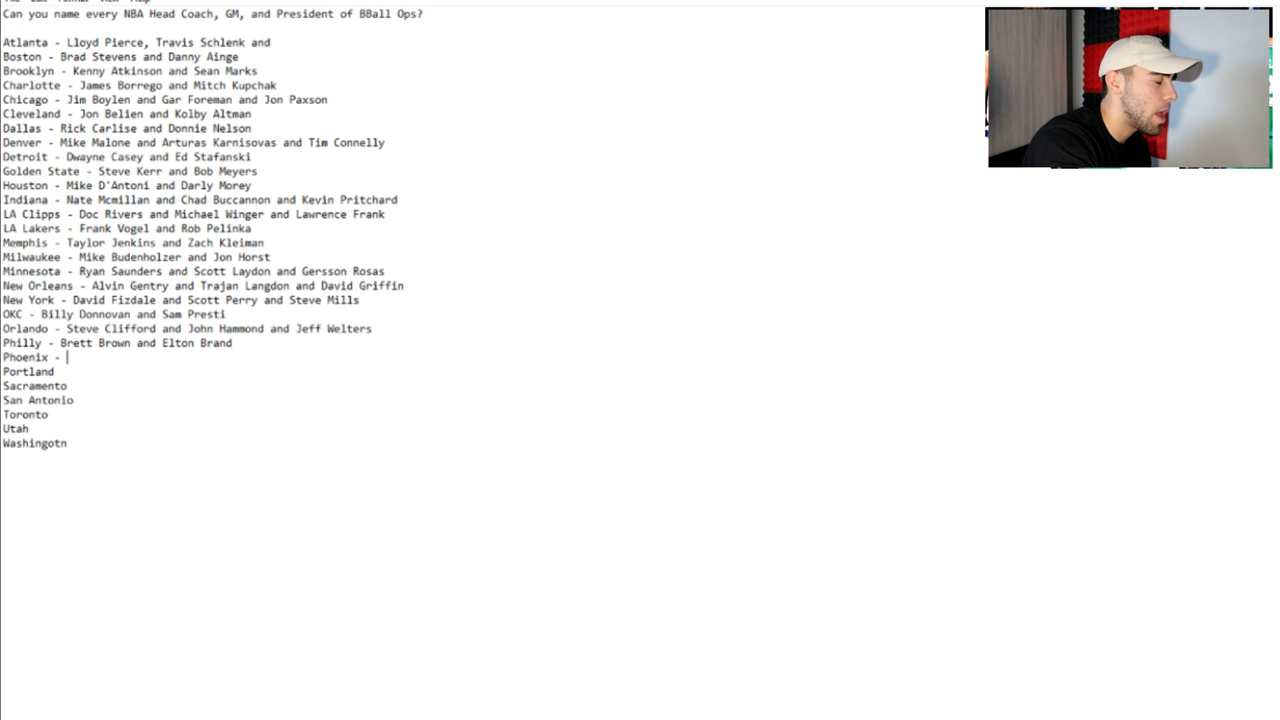 Can you name every NBA Head Coach, GM, and President of BBall Ops?
Atlanta - Lloyd Pierce, Travis Schlenk and
Boston - Brad Stevens and Danny Ainge
Brooklyn - Kenny Atkinson and Sean Marks
Charlotte - James Borrego and Mitch Kupchak
Chicago - Jim Boylen and Gar Foreman and Jon Paxson
Cleveland - Jon Belien and Kolby Altman
Dallas - Rick Carlise and Donnie Nelson
Denver - Mike Malone and Arturas Karnisovas and Tim Connelly
Detroit - Dwayne Casey and Ed Stafanski
Golden State - Steve Kerr and Bob Meyers
Houston - Mike D'Antoni and Darly Morey
Indiana - Nate Mcmillan and Chad Buccannon and Kevin Pritchard
LA Clipps - Doc Rivers and Michael Winger and Lawrence Frank
LA Lakers - Frank Vogel and Rob Pelinka
Memphis - Taylor Jenkins and Zach Kleiman
Milwaukee - Mike Budenholzer and Jon Horst
Minnesota - Ryan Saunders and Scott Laydon and Gersson Rosas
New Orleans - Alvin Gentry and Trajan Langdon and David Griffin
New York - David Fizdale and Scott Perry and Steve Mills
OKC - Billy Donnovan and Sam Presti
Orlando - Steve Clifford and John Hammond and Jeff Welters
Philly - Brett Brown and Elton Brand
Phoenix -
Portland
Sacramento
San Antonio
Toronto
Utah
Washingotn